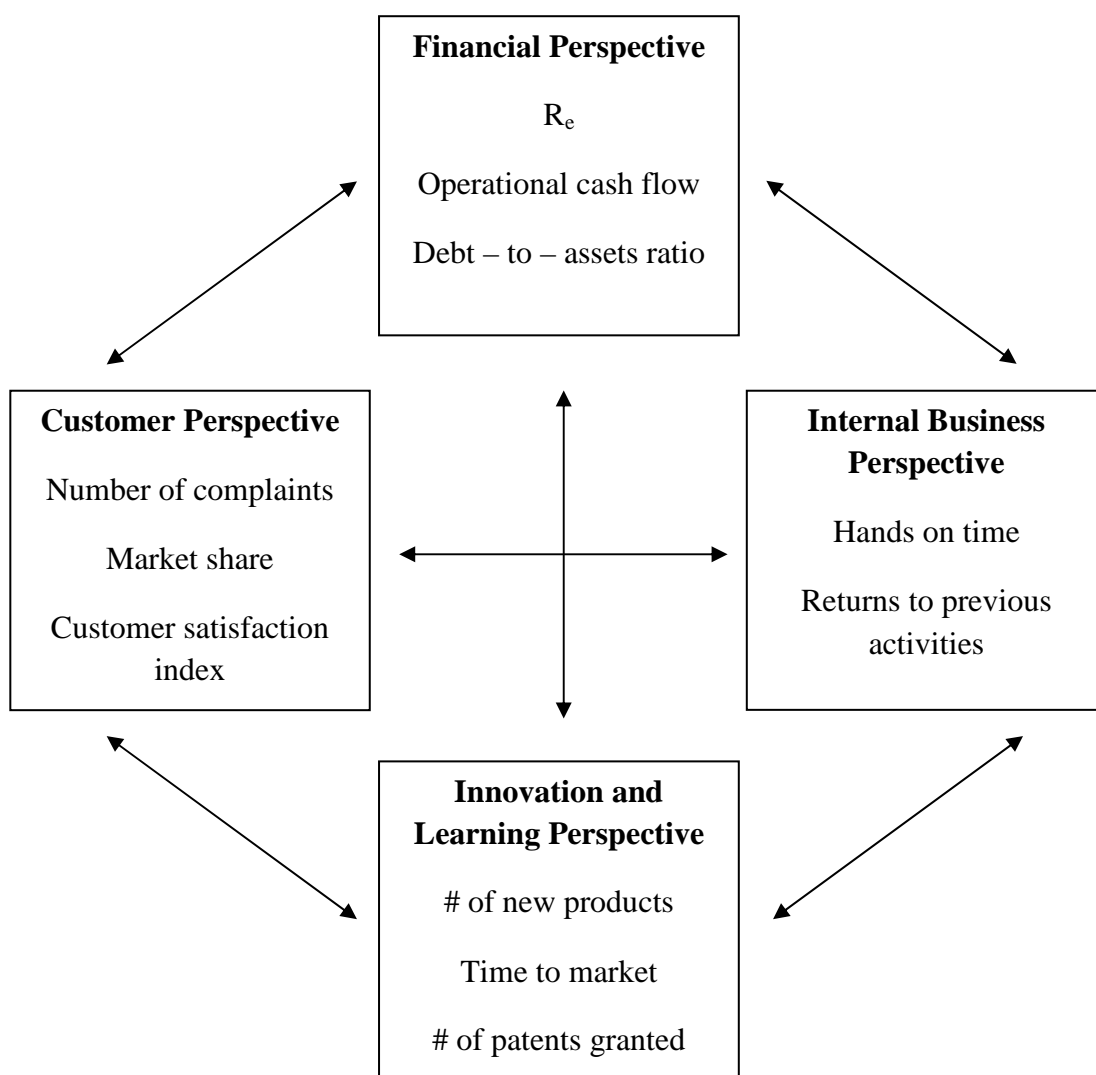 Financial Perspective
Rₑ
Operational cash flow
Debt – to – assets ratio
Customer Perspective
Number of complaints
Market share
Customer satisfaction
index
Internal Business
Perspective
Hands on time
Returns to previous
activities
Innovation and
Learning Perspective
# of new products
Time to market
# of patents granted